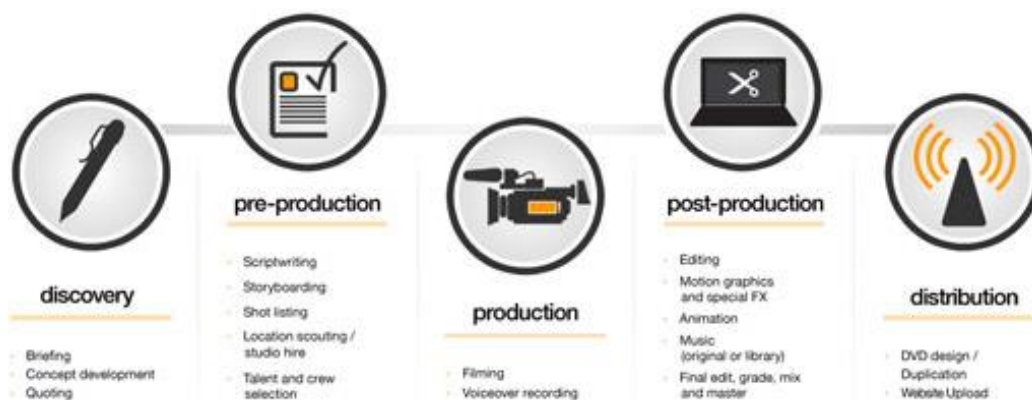 discovery
Briefing
Concept development
Quoting
pre-production
Scriptwriting
Storyboarding
Shot listing
Location scouting /
studio hire
Talent and crew
selection
production
Filming
Voiceover recording
post-production
Editing
Motion graphics
and special FX
Animation
Music
(original or library)
Final edit, grade, mix
and master
distribution
DVD design /
Duplication
Website Upload